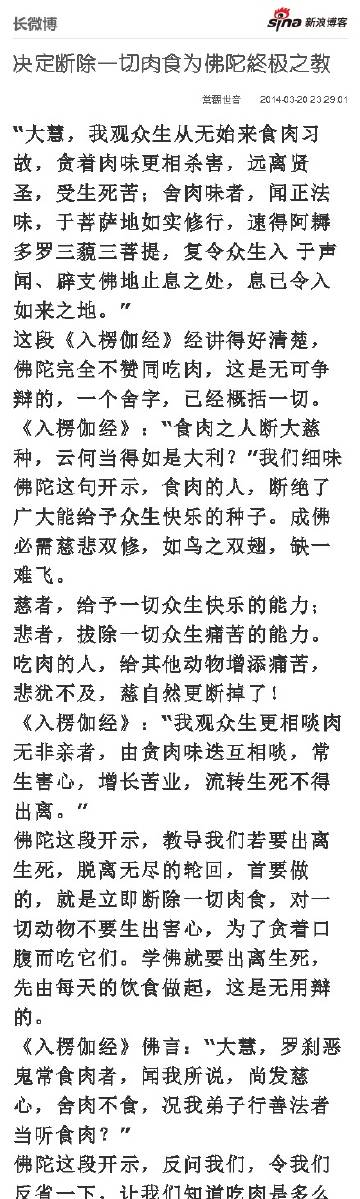 长微博
sina 新浪博客
决定断除一切肉食为佛陀终极之教
2014-03-20 23:29:01
“大慧，我观众生从无始来食肉习
故，贪着肉味更相杀害，远离贤
圣，受生死苦；舍肉味者，闻正法
味，于菩萨地如实修行，速得阿耨
多罗三藐三菩提，复令众生入 于声
闻、辟支佛地止息之处，息已令入
如来之地。”
这段《入楞伽经》经讲得好清楚，
佛陀完全不赞同吃肉，这是无可争
辩的，一个舍字，已经概括一切。
《入楞伽经》：“食肉之人断大慈
种，云何当得如是大利？”我们细味
佛陀这句开示，食肉的人，断绝了
广大能给予众生快乐的种子。成佛
必需慈悲双修，如鸟之双翅，缺一
难飞。
慈者，给予一切众生快乐的能力；
悲者，拔除一切众生痛苦的能力。
吃肉的人，给其他动物增添痛苦，
悲犹不及，慈自然更断掉了！
《入楞伽经》：“我观众生更相啖肉
无非亲者，由贪肉味迭互相啖，常
生害心，增长苦业，流转生死不得
出离。”
佛陀这段开示，教导我们若要出离
生死，脱离无尽的轮回，首要做
的，就是立即断除一切肉食，对一
切动物不要生出害心，为了贪着口
腹而吃它们。学佛就要出离生死，
先由每天的饮食做起，这是无用辩
的。
《入楞伽经》佛言：“大慧，罗刹恶
鬼常食肉者，闻我所说，尚发慈
心，舍肉不食，况我弟子行善法者
当听食肉？”
佛陀这段开示，反问我们，令我们
反省一下，让我们知道吃肉是多么